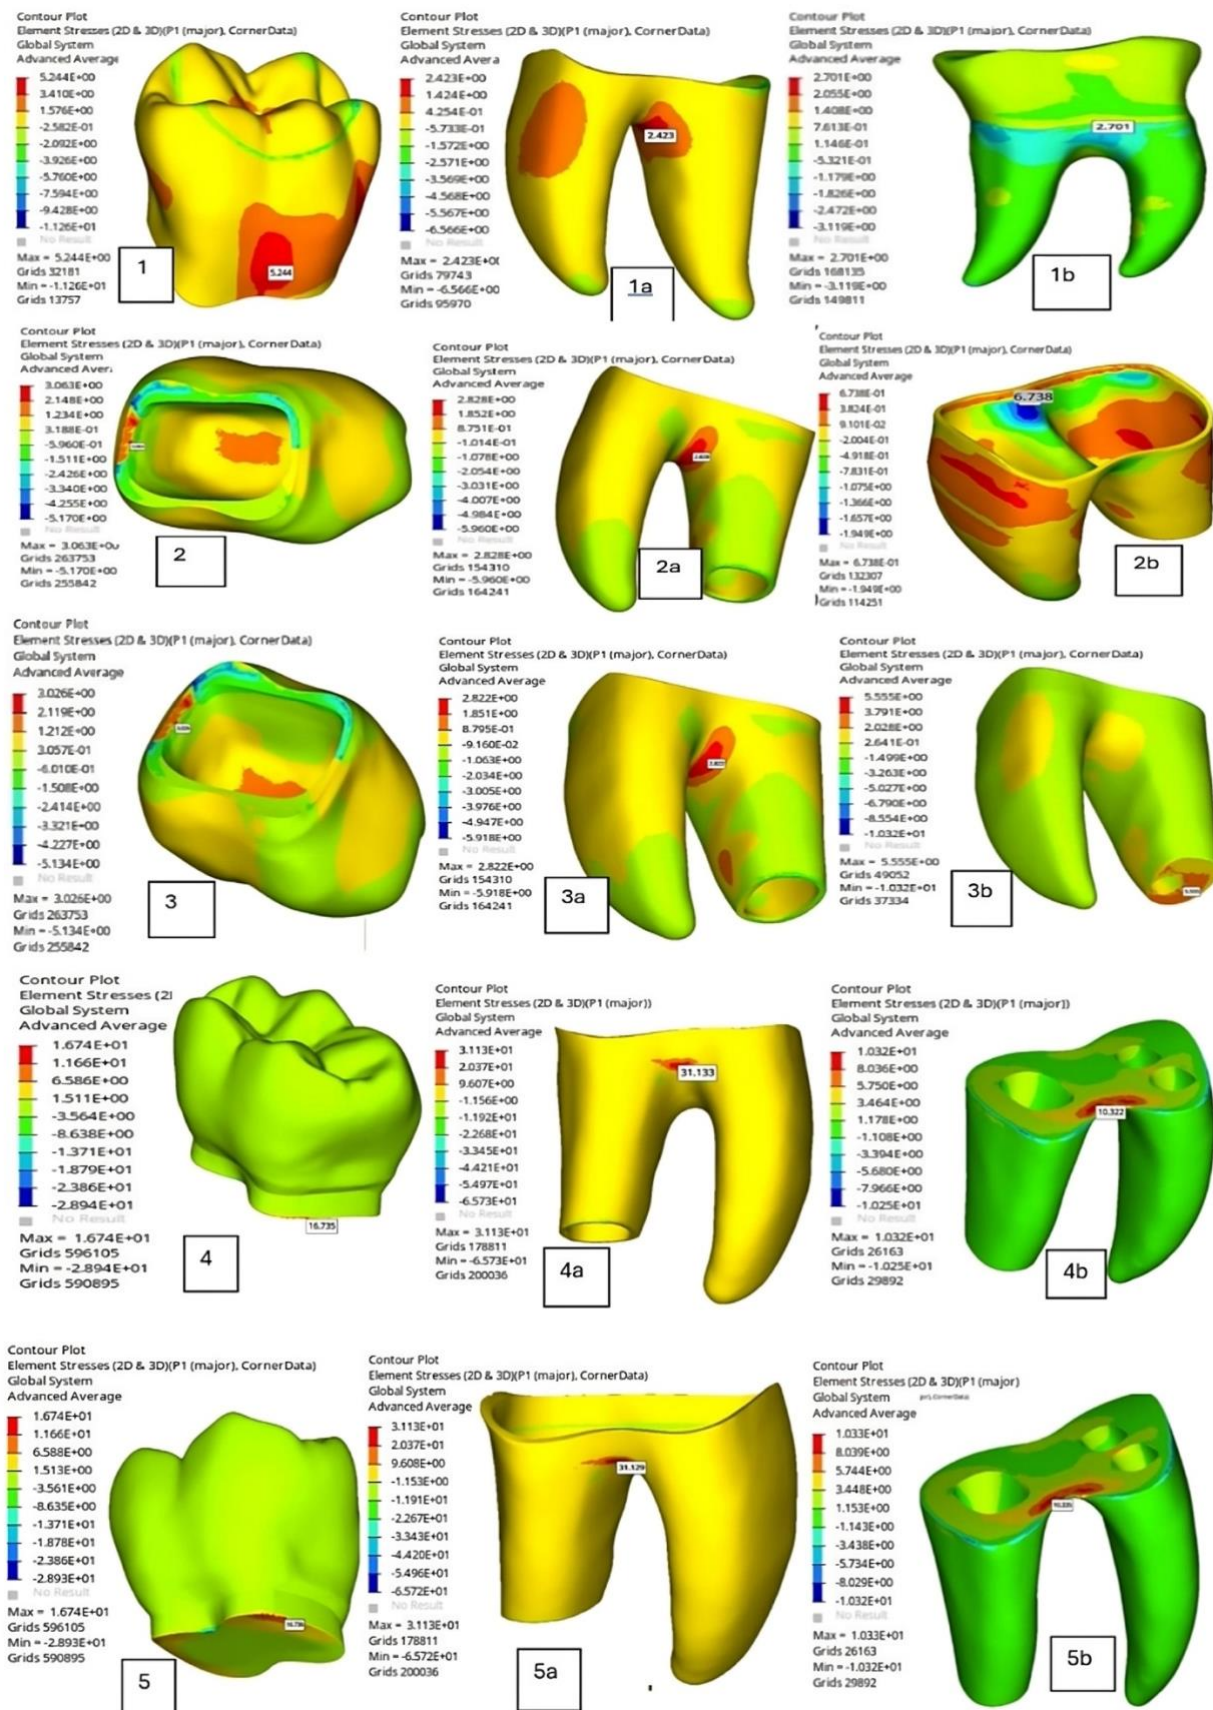 Contour Plot
Element Stresses (2D & 3D)(P1 (major), CornerData)
Global System
Advanced Average
5.244E+00
3.410E+00
1.576E+00
-2.582E-01
-2.092E+00
-3.926E+00
-5.760E+00
-7.594E+00
-9.428E+00
-1.126E+01
No Result
Max = 5.244E+00
Grids 32181
Min = -1.126E+01
Grids 13757
5.244
1
Contour Plot
Element Stresses (2D & 3D)(P1 (major), CornerData)
Global System
Advanced Avera
2.423E+00
1.424E+00
4.254E-01
-5.733E-01
-1.572E+00
-2.571E+00
-3.569E+00
-4.568E+00
-5.567E+00
-6.566E+00
No Result
Max = 2.423E+0(
Grids 79743
Min = -6.566E+00
Grids 95970
2.423
1a
Contour Plot
Element Stresses (2D & 3D)(P1 (major), CornerData)
Global System
Advanced Average
2.701E+00
2.055E+00
1.408E+00
7.613E-01
1.146E-01
-5.321E-01
-1.179E+00
-1.826E+00
-2.472E+00
-3.119E+00
No Result
Max = 2.701E+00
Grids 168135
Min = -3.119E+00
Grids 149811
2.701
1b
Contour Plot
Element Stresses (2D & 3D)(P1 (major), CornerData)
Global System
Advanced Aver
3.063E+00
2.148E+00
1.234E+00
3.188E-01
-5.960E-01
-1.511E+00
-2.426E+00
-3.340E+00
-4.255E+00
-5.170E+00
No Result
Max = 3.063E+0
Grids 263753
Min = -5.170E+00
Grids 255842
2
Contour Plot
Element Stresses (2D & 3D)(P1 (major), CornerData)
Global System
Advanced Average
2.828E+00
1.852E+00
8.751E-01
-1.014E-01
-1.078E+00
-2.054E+00
-3.031E+00
-4.007E+00
-4.984E+00
-5.960E+00
No Result
Max = 2.828E+00
Grids 154310
Min = -5.960E+00
Grids 164241
2.828
2a
Contour Plot
Element Stresses (2D & 3D)(P1 (major), CornerData)
Global System
Advanced Average
6.738E-01
3.824E-01
9.101E-02
-2.004E-01
-4.918E-01
-7.831E-01
-1.075E+00
-1.366E+00
-1.657E+00
-1.949E+00
No Result
Max = 6.738E-01
Grids 132307
Min = -1.949E+00
Grids 114251
6.738
2b
Contour Plot
Element Stresses (2D & 3D)(P1 (major), CornerData)
Global System
Advanced Average
3.026E+00
2.119E+00
1.212E+00
3.057E-01
-6.010E-01
-1.508E+00
-2.414E+00
-3.321E+00
-4.227E+00
-5.134E+00
No Result
Max = 3.026E+00
Grids 263753
Min = -5.134E+00
Grids 255842
3
Contour Plot
Element Stresses (2D & 3D)(P1 (major), CornerData)
Global System
Advanced Average
2.822E+00
1.851E+00
8.795E-01
-9.160E-02
-1.063E+00
-2.034E+00
-3.005E+00
-3.976E+00
-4.947E+00
-5.918E+00
No Result
Max = 2.822E+00
Grids 154310
Min = -5.918E+00
Grids 164241
2.822
3a
Contour Plot
Element Stresses (2D & 3D)(P1 (major), CornerData)
Global System
Advanced Average
5.555E+00
3.791E+00
2.028E+00
2.641E-01
-1.499E+00
-3.263E+00
-5.027E+00
-6.790E+00
-8.554E+00
-1.032E+01
No Result
Max = 5.555E+00
Grids 49052
Min = -1.032E+01
Grids 37334
3b
Contour Plot
Element Stresses (2
Global System
Advanced Average
1.674E+01
1.166E+01
6.586E+00
1.511E+00
-3.564E+00
-8.638E+00
-1.371E+01
-1.879E+01
-2.386E+01
-2.894E+01
No Result
Max = 1.674E+01
Grids 596105
Min = -2.894E+01
Grids 590895
16.735
4
Contour Plot
Element Stresses (2D & 3D)(P1 (major))
Global System
Advanced Average
3.113E+01
2.037E+01
9.607E+00
-1.156E+00
-1.192E+01
-2.268E+01
-3.345E+01
-4.421E+01
-5.497E+01
-6.573E+01
No Result
Max = 3.113E+01
Grids 178811
Min = -6.573E+01
Grids 200036
31.133
4a
Contour Plot
Element Stresses (2D & 3D)(P1 (major))
Global System
Advanced Average
1.032E+01
8.036E+00
5.750E+00
3.464E+00
1.178E+00
-1.108E+00
-3.394E+00
-5.680E+00
-7.966E+00
-1.025E+01
No Result
Max = 1.032E+01
Grids 26163
Min = -1.025E+01
Grids 29892
10.322
4b
Contour Plot
Element Stresses (2D & 3D)(P1 (major), CornerData)
Global System
Advanced Average
1.674E+01
1.166E+01
6.588E+00
1.513E+00
-3.561E+00
-8.635E+00
-1.371E+01
-1.878E+01
-2.386E+01
-2.893E+01
No Result
Max = 1.674E+01
Grids 596105
Min = -2.893E+01
Grids 590895
16.736
5
Contour Plot
Element Stresses (2D & 3D)(P1 (major), CornerData)
Global System
Advanced Average
3.113E+01
2.037E+01
9.608E+00
-1.153E+00
-1.191E+01
-2.267E+01
-3.343E+01
-4.420E+01
-5.496E+01
-6.572E+01
No Result
Max = 3.113E+01
Grids 178811
Min = -6.572E+01
Grids 200036
31.129
5a
Contour Plot
Element Stresses (2D & 3D)(P1 (major)
Global System
Advanced Average
1.033E+01
8.039E+00
5.744E+00
3.448E+00
1.153E+00
-1.143E+00
-3.438E+00
-5.734E+00
-8.029E+00
-1.032E+01
No Result
Max = 1.033E+01
Grids 26163
Min = -1.032E+01
Grids 29892
5b